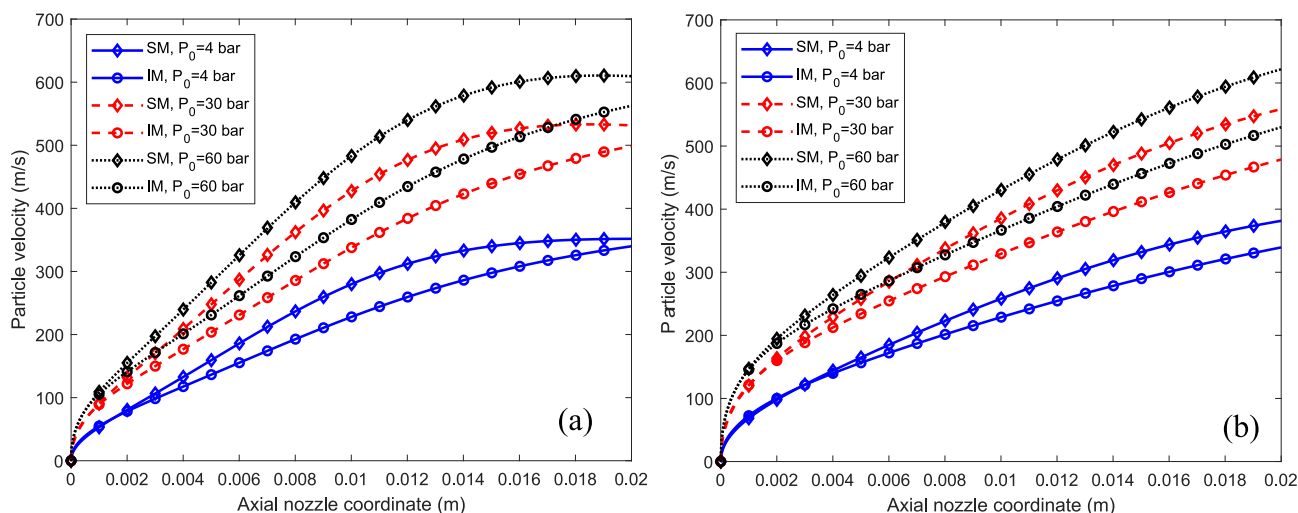 700
600
500
400
300
200
100
0
Particle velocity (m/s)
SM, P0=4 bar
IM, P0=4 bar
SM, P0=30 bar
IM, P0=30 bar
SM, P0=60 bar
IM, P0=60 bar
(a)
0 0.002 0.004 0.006 0.008 0.01 0.012 0.014 0.016 0.018 0.02
Axial nozzle coordinate (m)
700
600
500
400
300
200
100
0
P article velocity (m/s)
SM, P0=4 bar
IM, P0=4 bar
SM, P0=30 bar
IM, P0=30 bar
SM, P0=60 bar
IM, P0=60 bar
(b)
0 0.002 0.004 0.006 0.008 0.01 0.012 0.014 0.016 0.018 0.02
Axial nozzle coordinate (m)